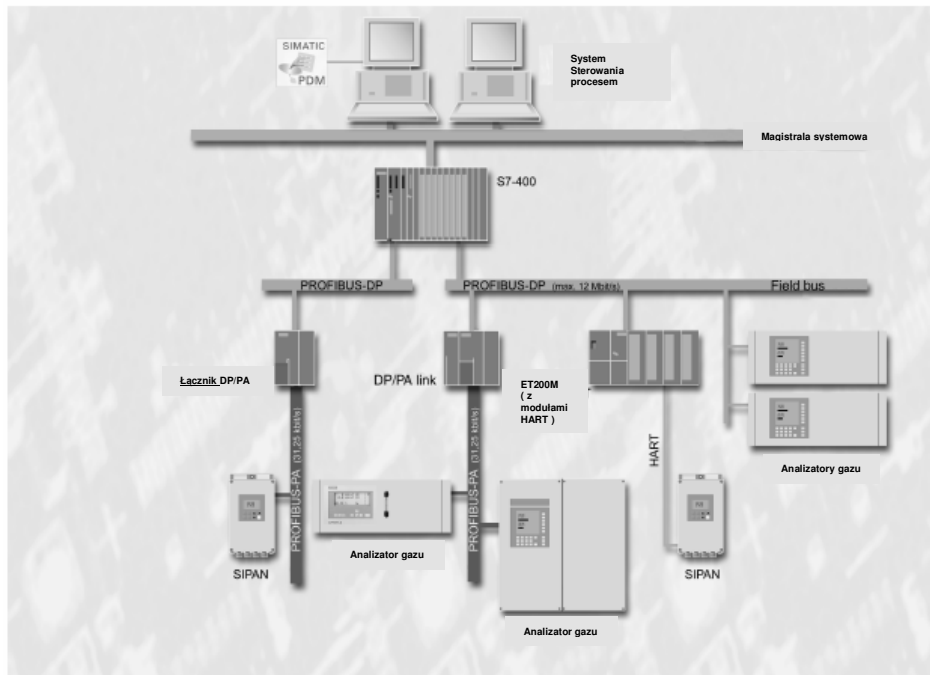 SIMATIC
PDM
System
Sterowania
procesem
Magistrala systemowa
S7-400
PROFIBUS-DP
PROFIBUS-DP (max. 12 Mbit/s)
Field bus
Łącznik DP/PA
DP/PA link
ET200M
( z
modułami
HART )
PROFIBUS-PA (31,25 kbit/s)
PROFIBUS-PA (31,25 kbit/s)
HART
Analizatory gazu
Analizator gazu
SIPAN
SIPAN
Analizator gazu